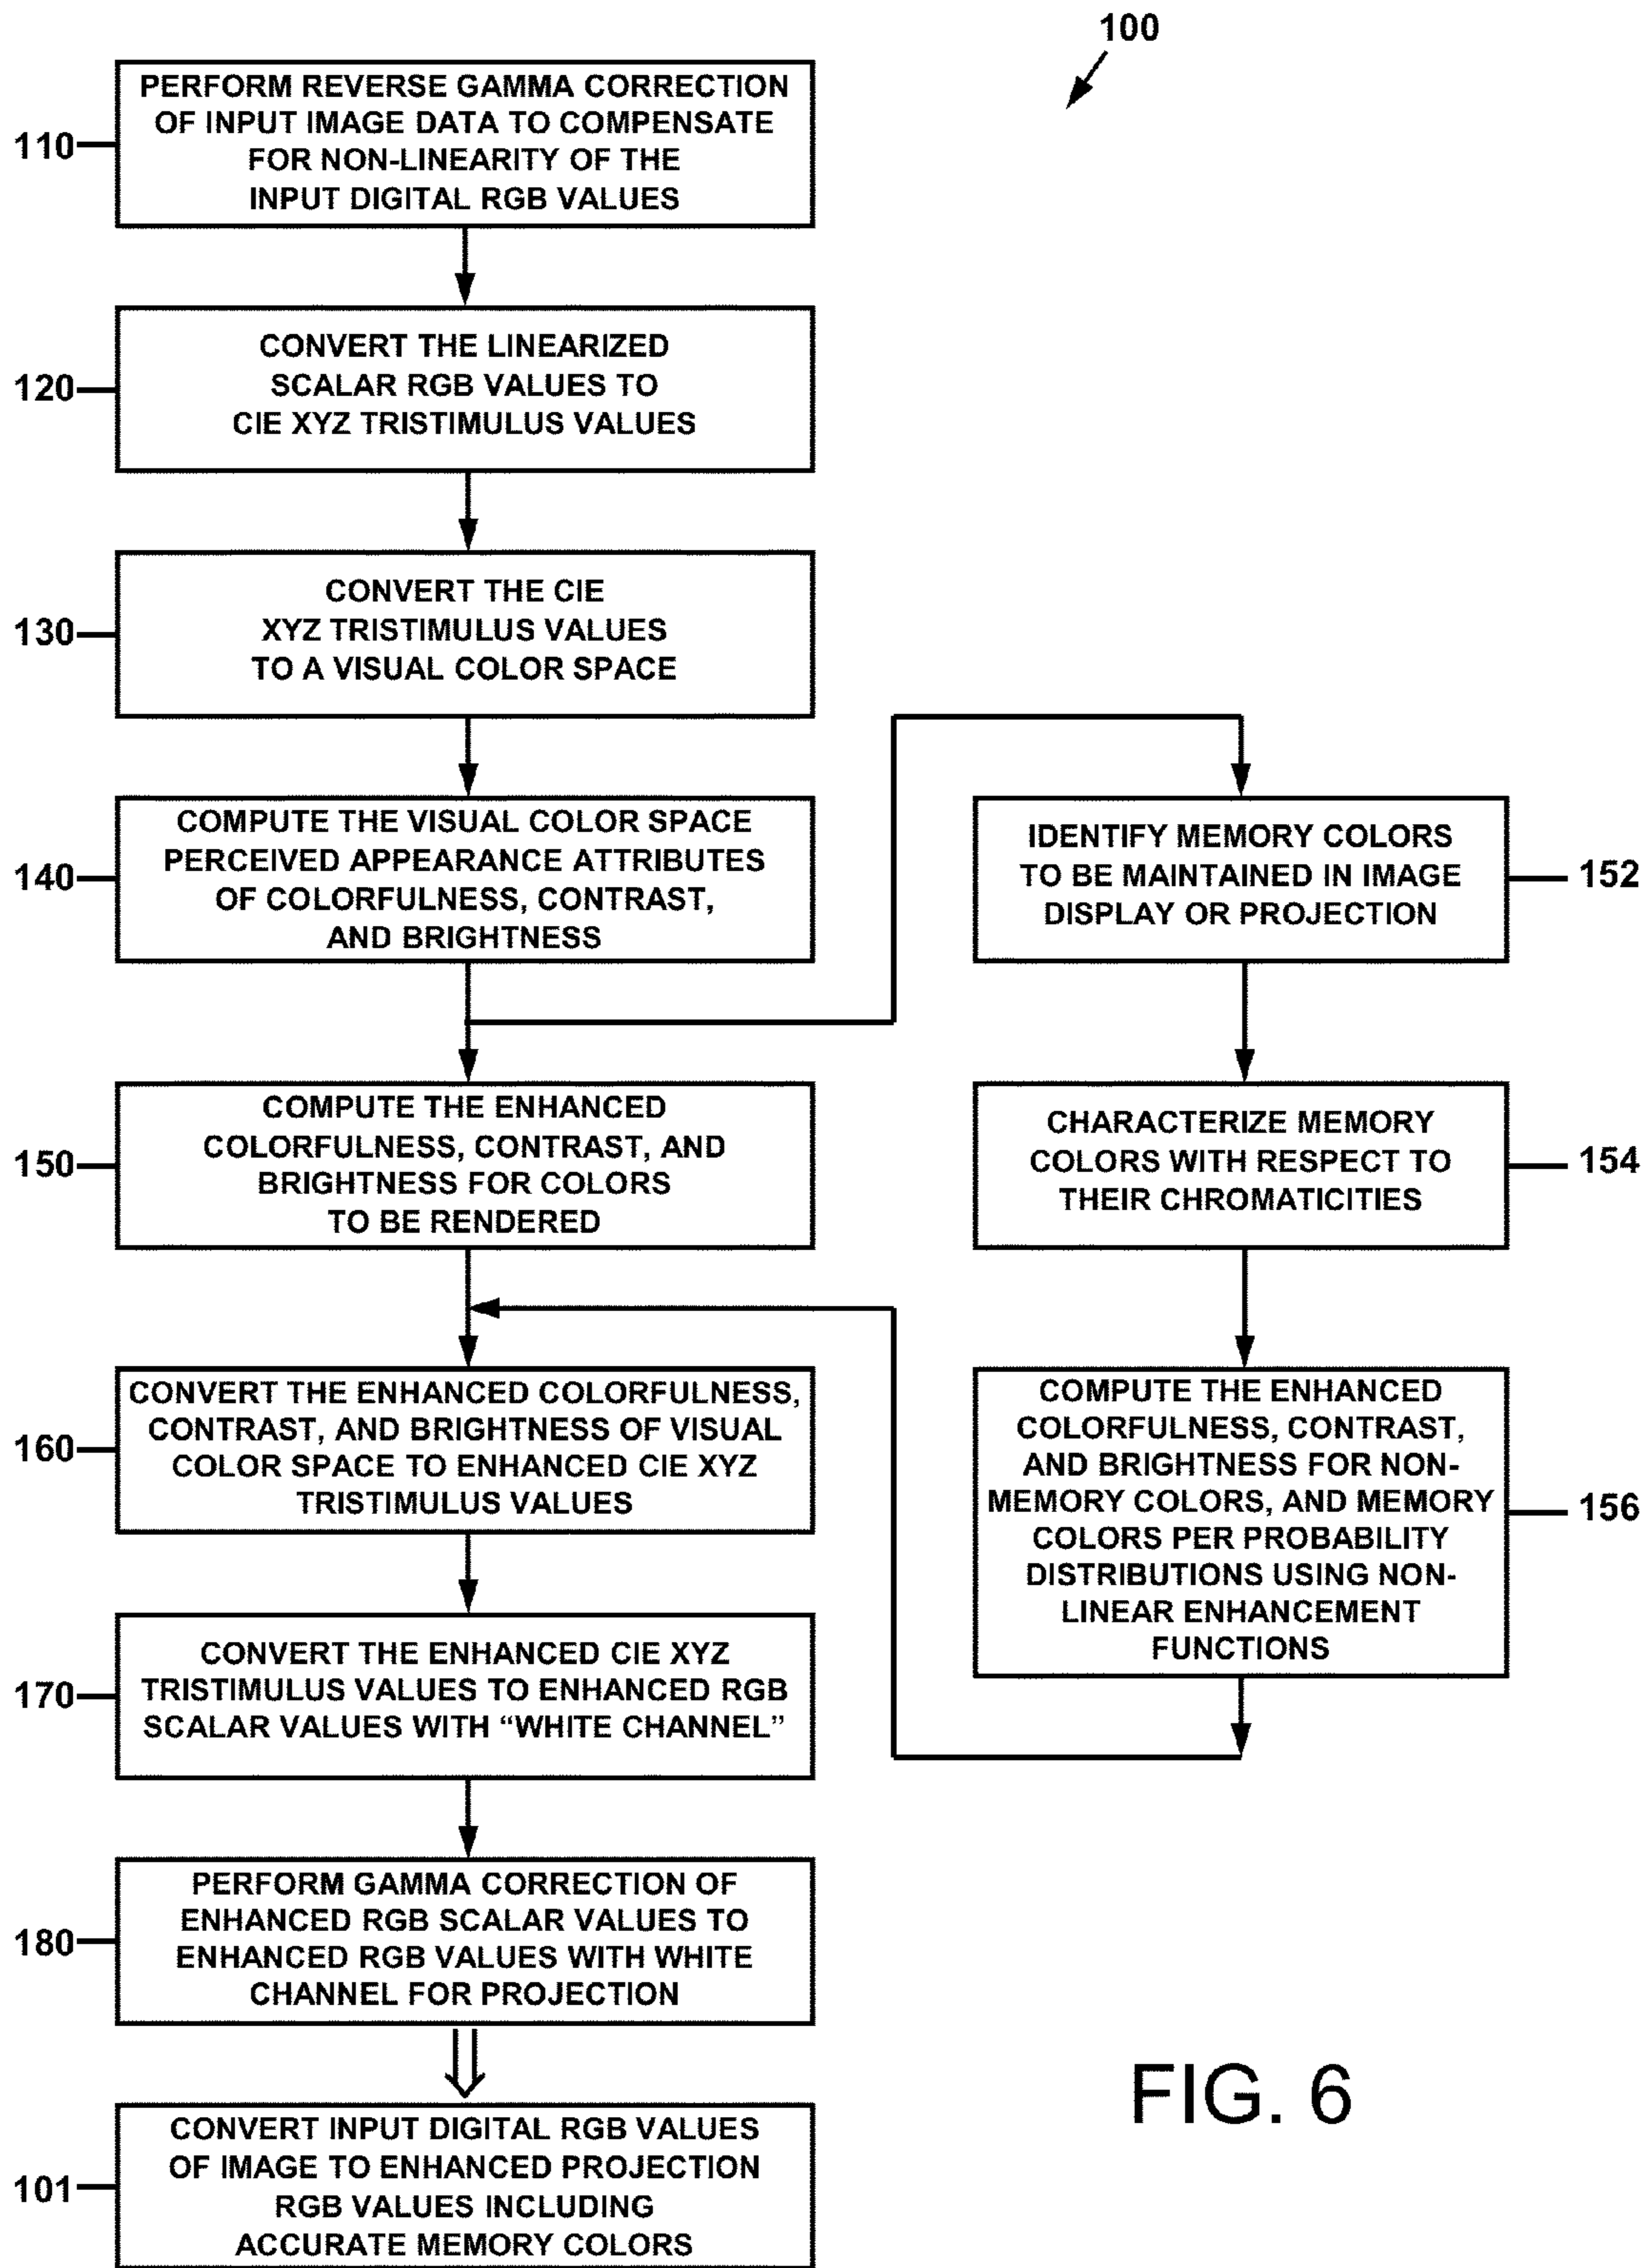 100
PERFORM REVERSE GAMMA CORRECTION
OF INPUT IMAGE DATA TO COMPENSATE
FOR NON-LINEARITY OF THE
INPUT DIGITAL RGB VALUES
110
CONVERT THE LINEARIZED
SCALAR RGB VALUES TO
CIE XYZ TRISTIMULUS VALUES
120
CONVERT THE CIE
XYZ TRISTIMULUS VALUES
TO A VISUAL COLOR SPACE
130
COMPUTE THE VISUAL COLOR SPACE
PERCEIVED APPEARANCE ATTRIBUTES
OF COLORFULNESS, CONTRAST,
AND BRIGHTNESS
140
IDENTIFY MEMORY COLORS
TO BE MAINTAINED IN IMAGE
DISPLAY OR PROJECTION
152
COMPUTE THE ENHANCED
COLORFULNESS, CONTRAST, AND
BRIGHTNESS FOR COLORS
TO BE RENDERED
150
CHARACTERIZE MEMORY
COLORS WITH RESPECT TO
THEIR CHROMATICITIES
154
CONVERT THE ENHANCED COLORFULNESS,
CONTRAST, AND BRIGHTNESS OF VISUAL
COLOR SPACE TO ENHANCED CIE XYZ
TRISTIMULUS VALUES
160
COMPUTE THE ENHANCED
COLORFULNESS, CONTRAST,
AND BRIGHTNESS FOR NON-
MEMORY COLORS, AND MEMORY
COLORS PER PROBABILITY
DISTRIBUTIONS USING NON-
LINEAR ENHANCEMENT
FUNCTIONS
156
CONVERT THE ENHANCED CIE XYZ
TRISTIMULUS VALUES TO ENHANCED RGB
SCALAR VALUES WITH “WHITE CHANNEL”
170
PERFORM GAMMA CORRECTION OF
ENHANCED RGB SCALAR VALUES TO
ENHANCED RGB VALUES WITH WHITE
CHANNEL FOR PROJECTION
180
CONVERT INPUT DIGITAL RGB VALUES
OF IMAGE TO ENHANCED PROJECTION
RGB VALUES INCLUDING
ACCURATE MEMORY COLORS
101
FIG. 6